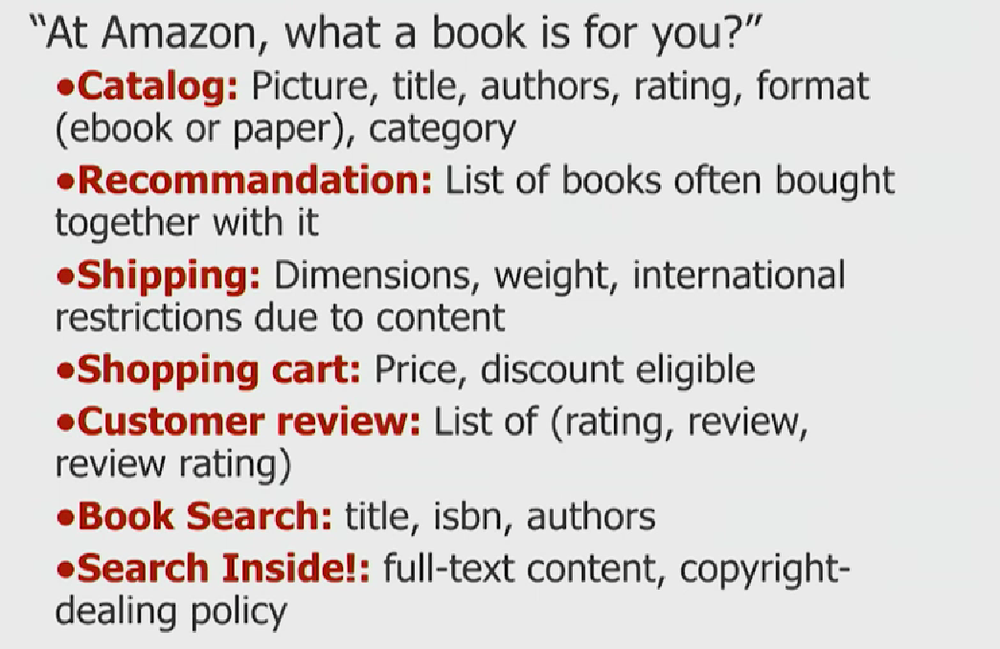 “At Amazon, what a book is for you?”
•Catalog: Picture, title, authors, rating, format
(ebook or paper), category
•Recommandation: List of books often bought
together with it
•Shipping: Dimensions, weight, international
restrictions due to content
•Shopping cart: Price, discount eligible
•Customer review: List of (rating, review,
review rating)
•Book Search: title, isbn, authors
•Search Inside!: full-text content, copyright-
dealing policy